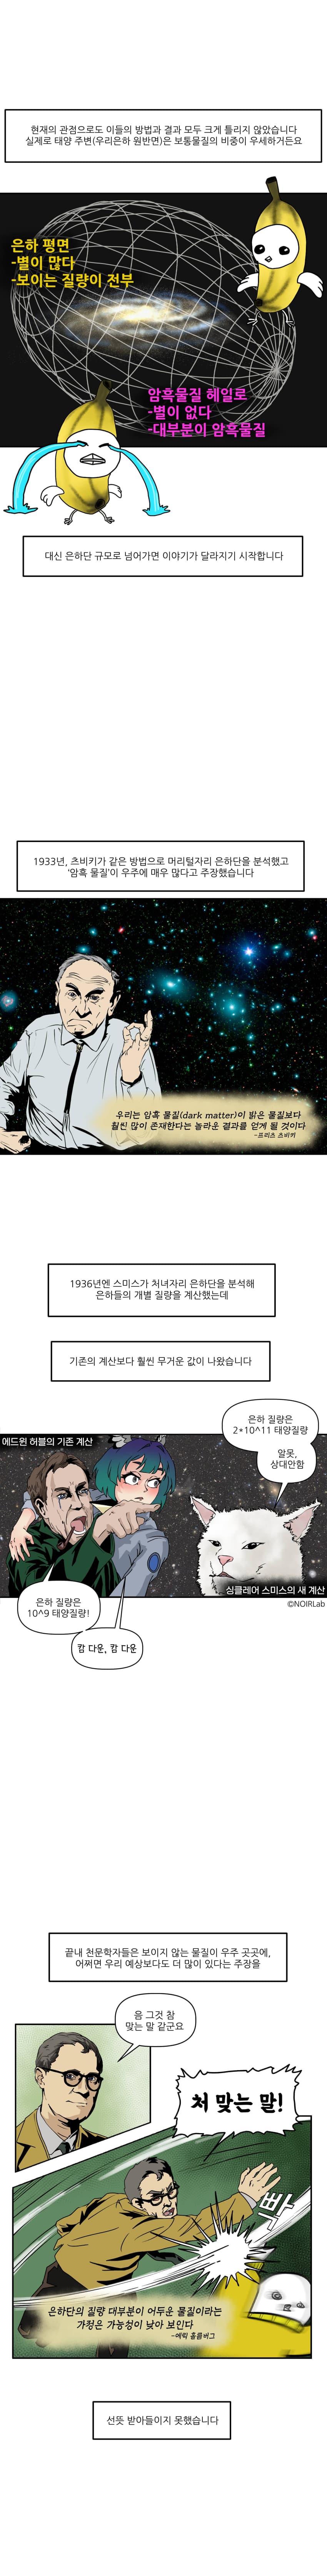 현재의 관점으로도 이들의 방법과 결과 모두 크게 틀리지 않았습니다
실제로 태양 주변(우리은하 원반면)은 보통물질의 비중이 우세하거든요
은하 평면
-별이 많다
-보이는 질량이 전부
암흑물질 헤일로
-별이 없다
-대부분이 암흑물질
대신 은하단 규모로 넘어가면 이야기가 달라지기 시작합니다
1933년, 츠비키가 같은 방법으로 머리털자리 은하단을 분석했고
'암흑 물질'이 우주에 매우 많다고 주장했습니다
우리는 암흑 물질(dark matter)이 밝은 물질보다
훨씬 많이 존재한다는 놀라운 결과를 얻게 될 것이다
-프리츠 츠비키
1936년엔 스미스가 처녀자리 은하단을 분석해
은하들의 개별 질량을 계산했는데
기존의 계산보다 훨씬 무거운 값이 나왔습니다
은하 질량은
2*10^11 태양질량
알못,
상대안함
에드윈 허블의 기존 계산
싱클레어 스미스의 새 계산
©NOIRLab
은하 질량은
10^9 태양질량!
캄 다운, 캄 다운
끝내 천문학자들은 보이지 않는 물질이 우주 곳곳에,
어쩌면 우리 예상보다도 더 많이 있다는 주장을
음 그것 참
맞는 말 같군요
처 맞는 말!
빡
은하단의 질량 대부분이 어두운 물질이라는
가정은 가능성이 낮아 보인다
-에릭 홀름버그
선뜻 받아들이지 못했습니다